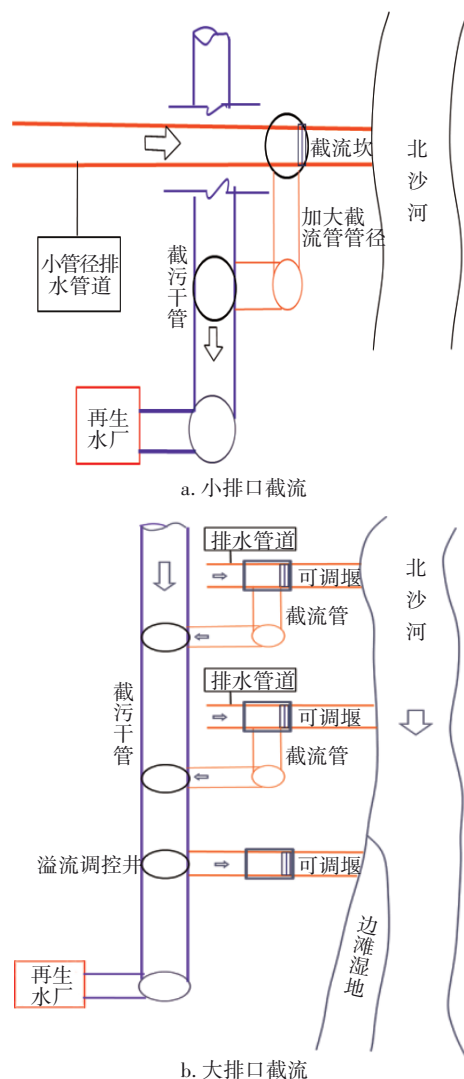 截流坎
北沙河
加大截
流管管径
小管径排
水管道
截污干管
再生
水厂
a. 小排口截流
排水管道
可调堰
北沙河
截流管
排水管道
截污干管
可调堰
截流管
溢流调控井
可调堰
边滩湿地
再生
水厂
b. 大排口截流